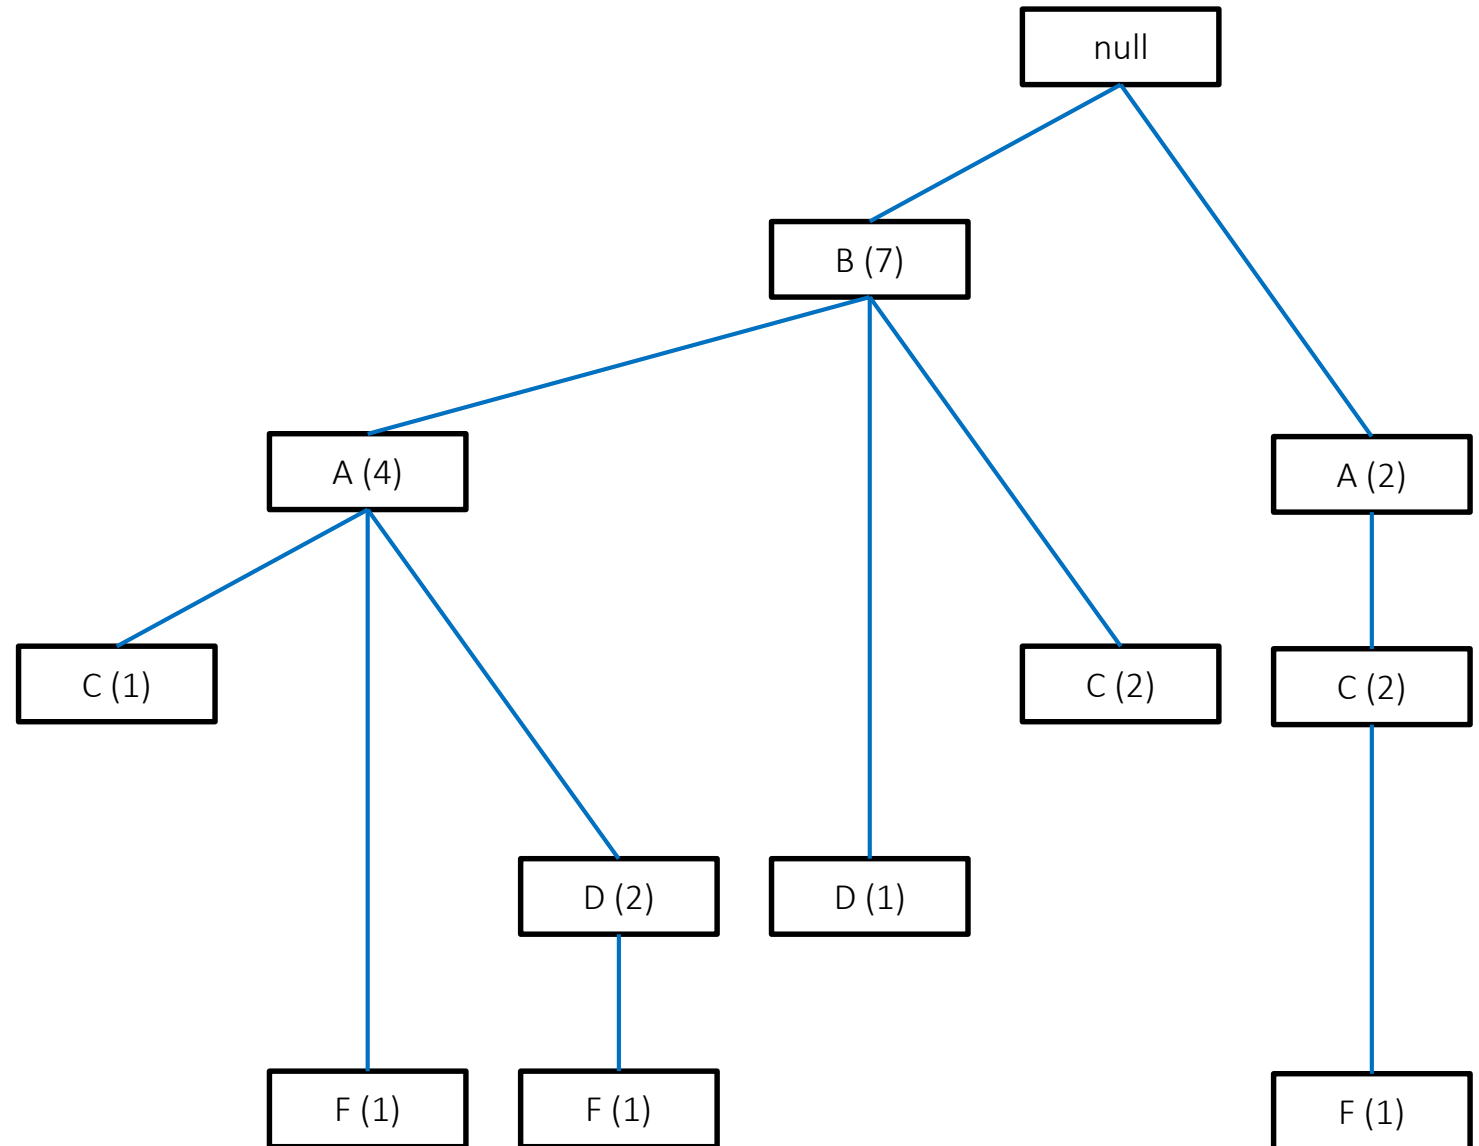 null
B (7)
A (4)
A (2)
C (1)
C (2)
C (2)
D (2)
D (1)
F (1)
F (1)
F (1)